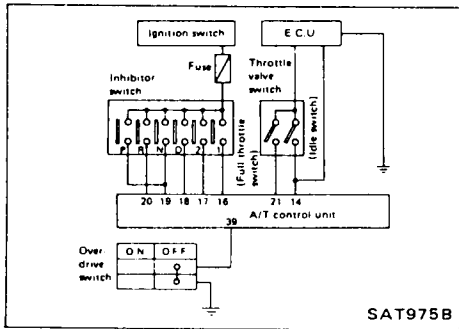 Ignition switch
E.C.U
Fuse
Throttle
valve
switch
Inhibitor
switch
P R N D 2 1
(Full throttle
switch)
(Idle switch)
20 19 18 17 16 21 14
A/T control unit
39
Over-
drive
switch
ON OFF
SAT975B